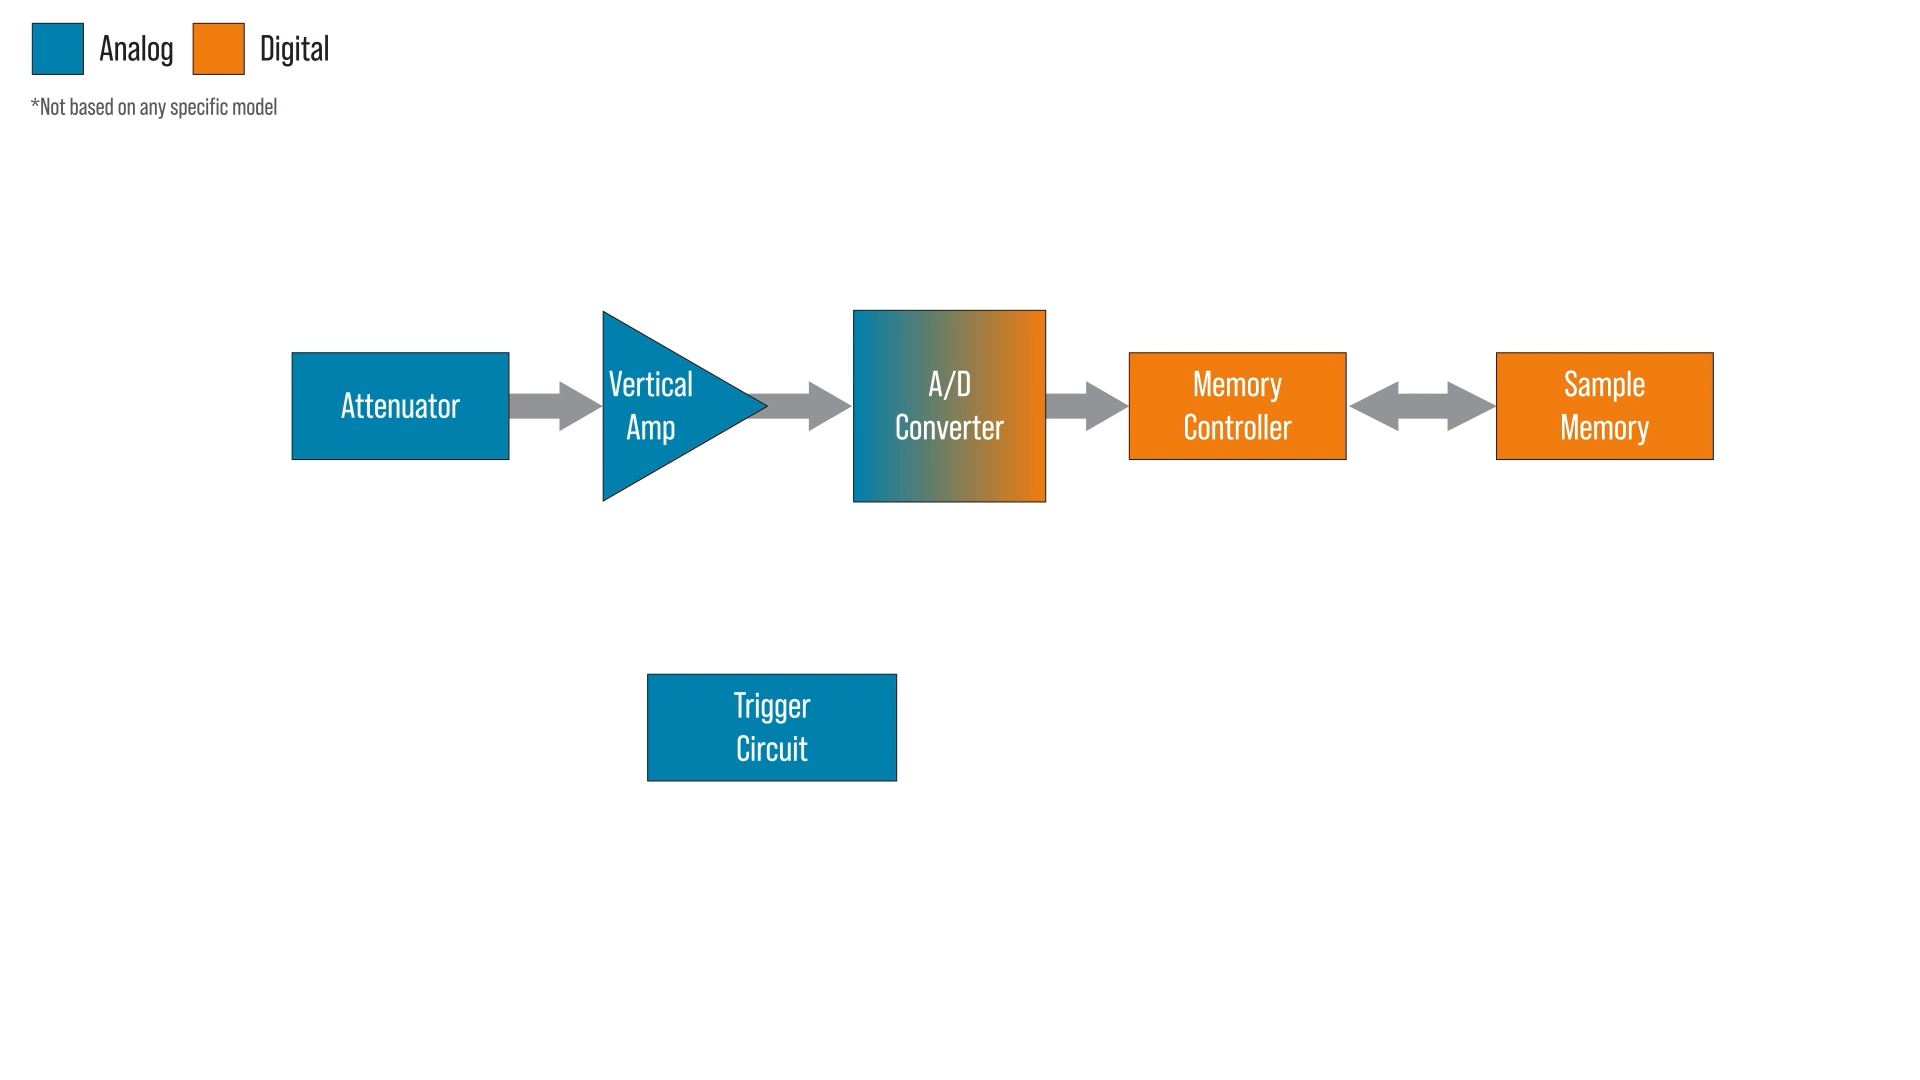 Analog Digital
*Not based on any specific model
Attenuator
Vertical
Amp
A/D
Converter
Memory
Controller
Sample
Memory
Trigger
Circuit